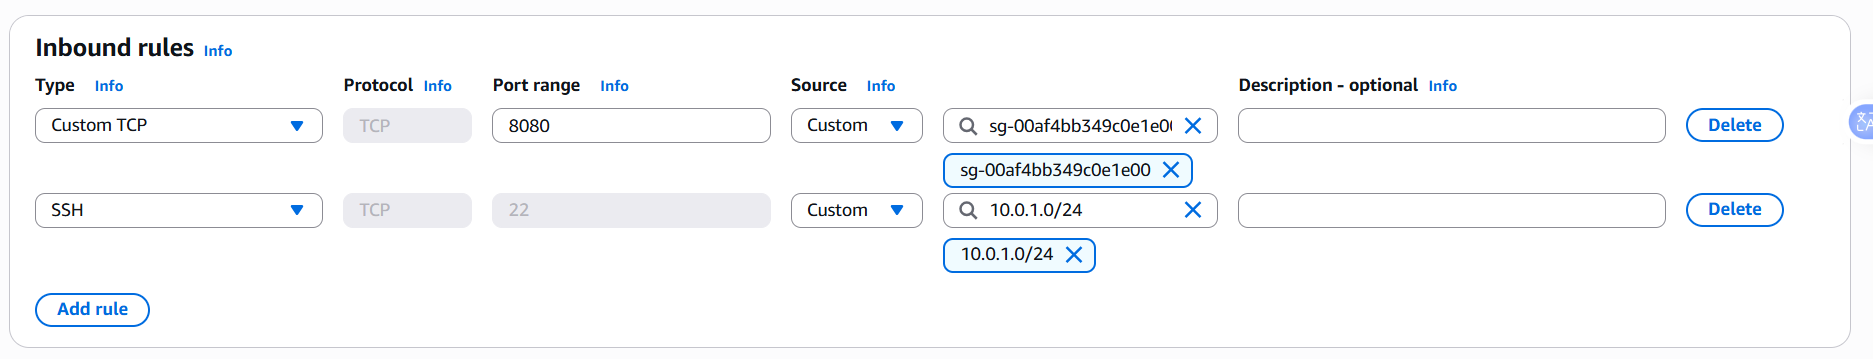 Inbound rules Info
Type Info Protocol Info Port range Info Source Info Description - optional Info
Custom TCP TCP 8080 Custom sg-00af4bb349c0e1e0 Delete
sg-00af4bb349c0e1e00
SSH TCP 22 Custom 10.0.1.0/24 Delete
10.0.1.0/24
Add rule